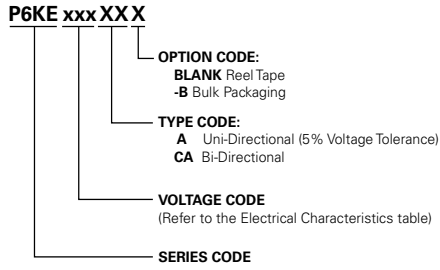 P6KE xxx XX X
OPTION CODE:
BLANK Reel Tape
-B Bulk Packaging
TYPE CODE:
A Uni-Directional (5% Voltage Tolerance)
CA Bi-Directional
VOLTAGE CODE
(Refer to the Electrical Characteristics table)
SERIES CODE